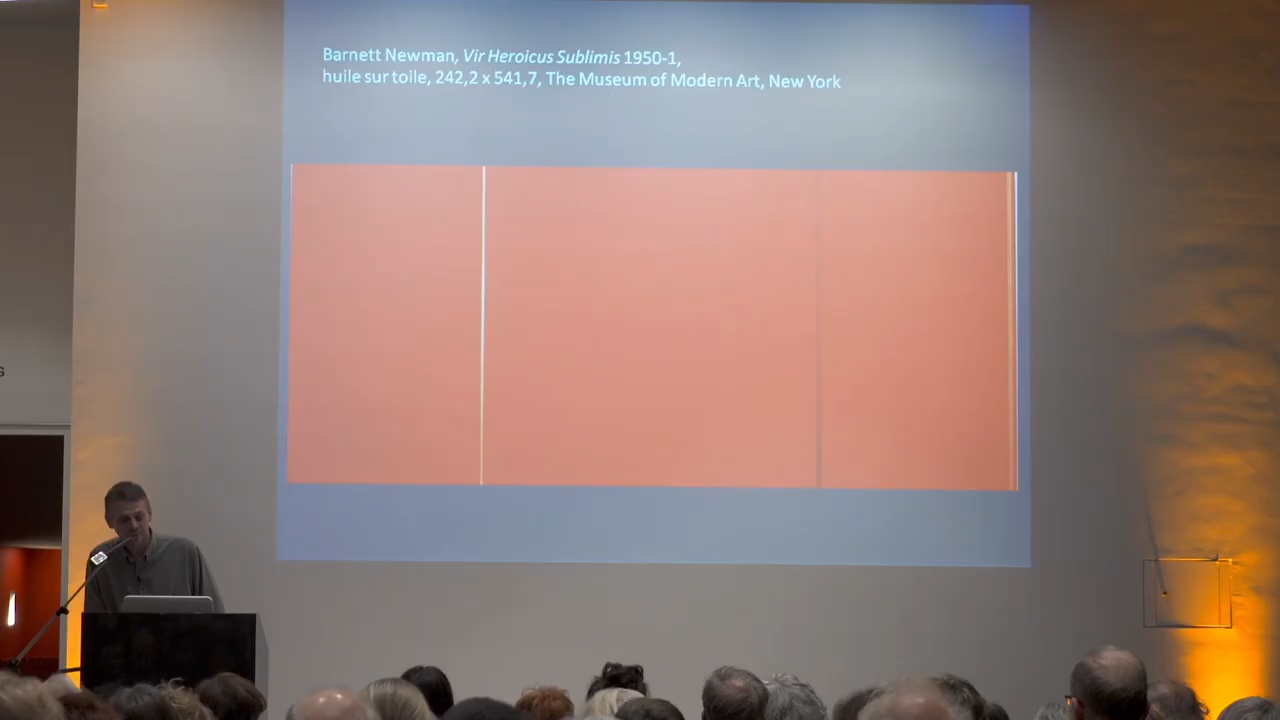 Barnett Newman, Vir Heroicus Sublimis 1950-1,
huile sur toile, 242,2 x 541,7, The Museum of Modern Art, New York